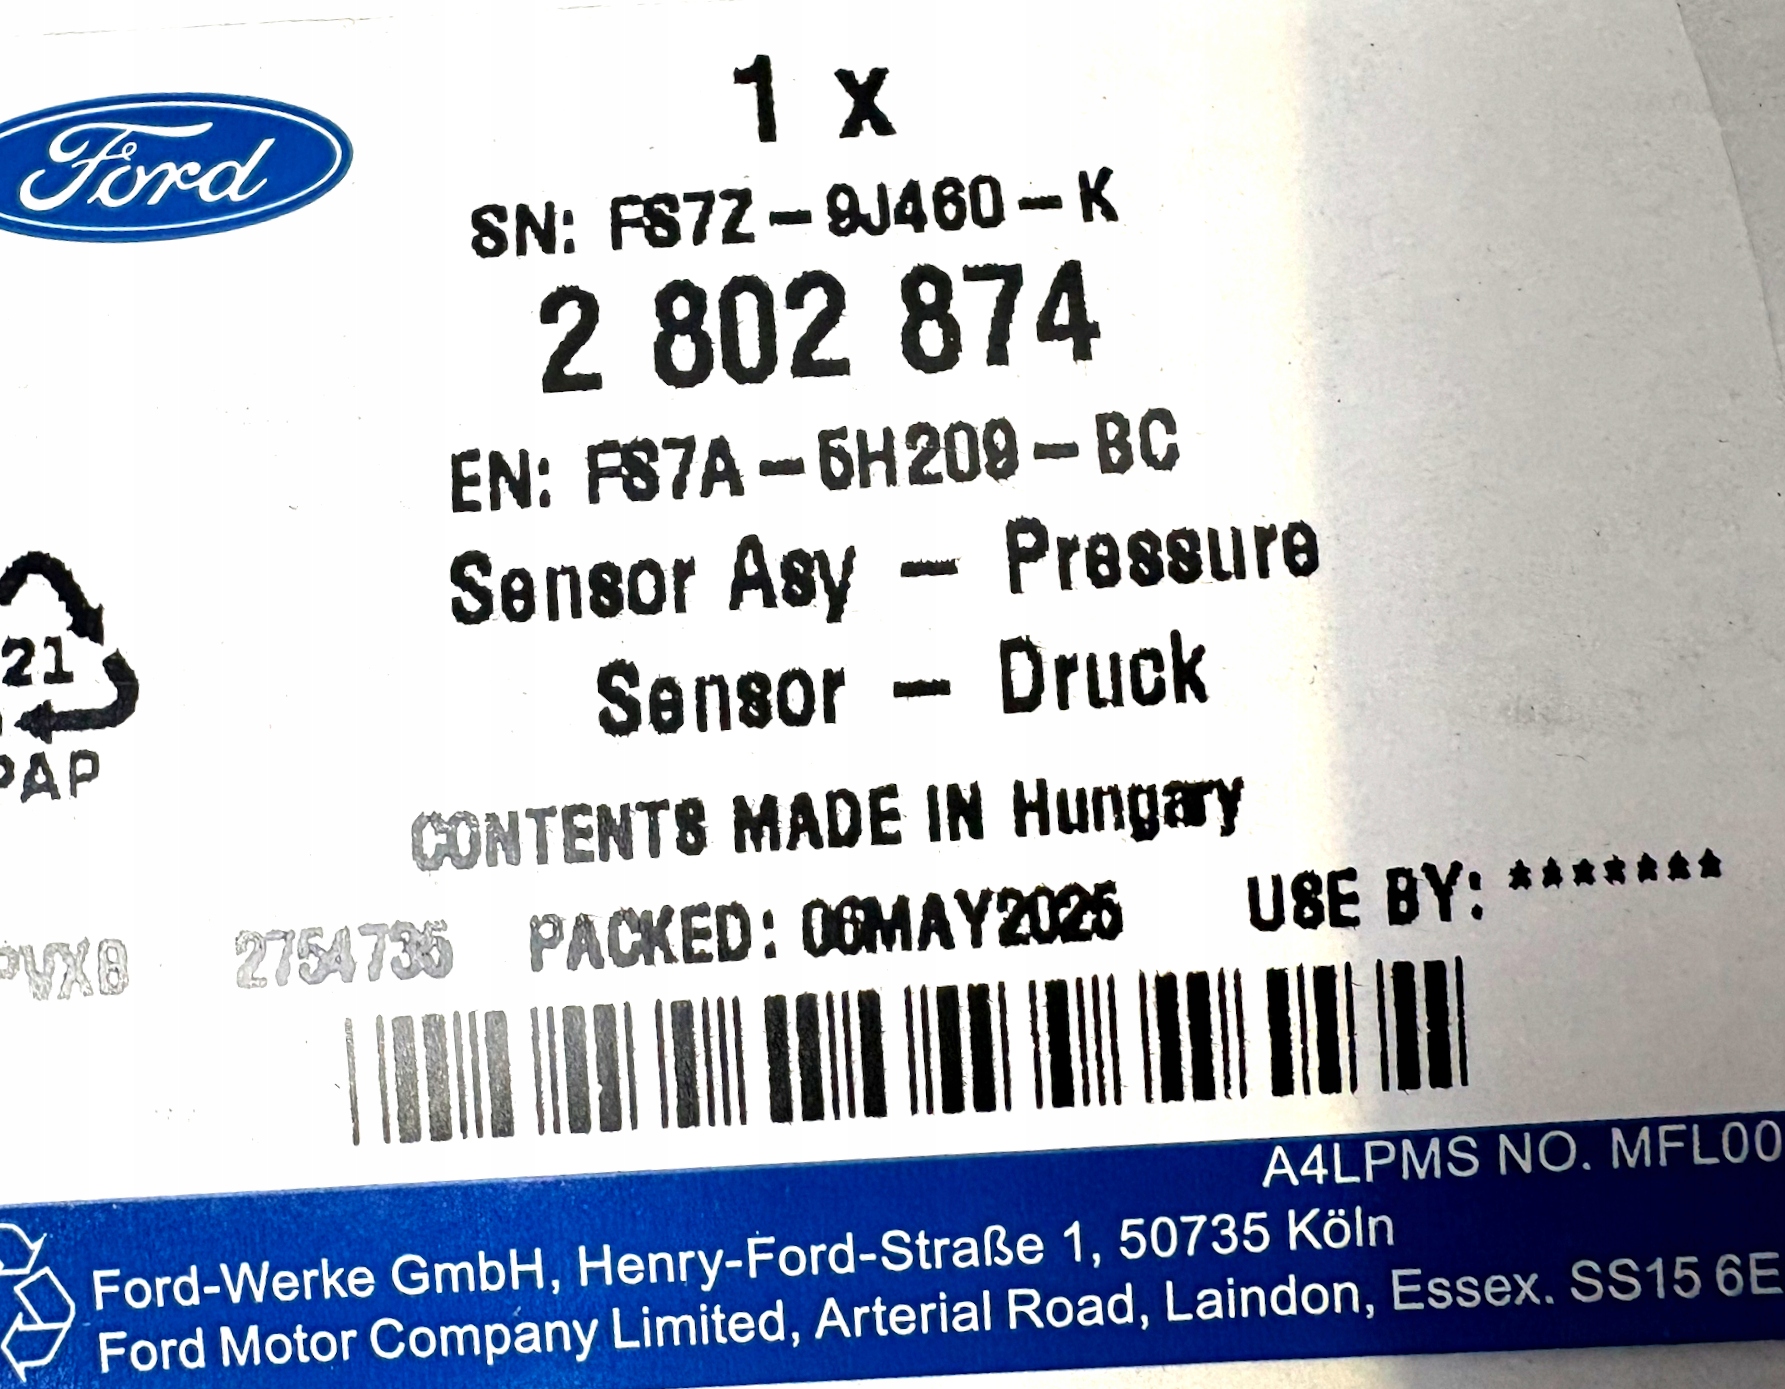 Ford
1 x
SN: FS7Z-9J460-K
2 802 874
EN: FS7A-5H209-BC
Sensor Asy - Pressure
Sensor - Druck
21
PAP
CONTENTS MADE IN Hungary
PVXB 2754735 PACKED: 06MAY2025 USE BY: *******
A4LPMS NO. MFL00
Ford-Werke GmbH, Henry-Ford-Straße 1, 50735 Köln
Ford Motor Company Limited, Arterial Road, Laindon, Essex. SS15 6E